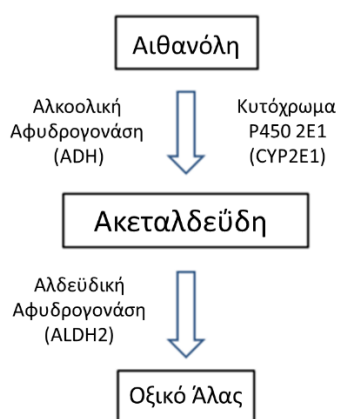 Αιθανόλη
Αλκοολική
Αφυδρογονάση
(ADH)
Κυτόχρωμα
P450 2E1
(CYP2E1)
Ακεταλδεΰδη
Αλδεϋδική
Αφυδρογονάση
(ALDH2)
Οξικό Άλας